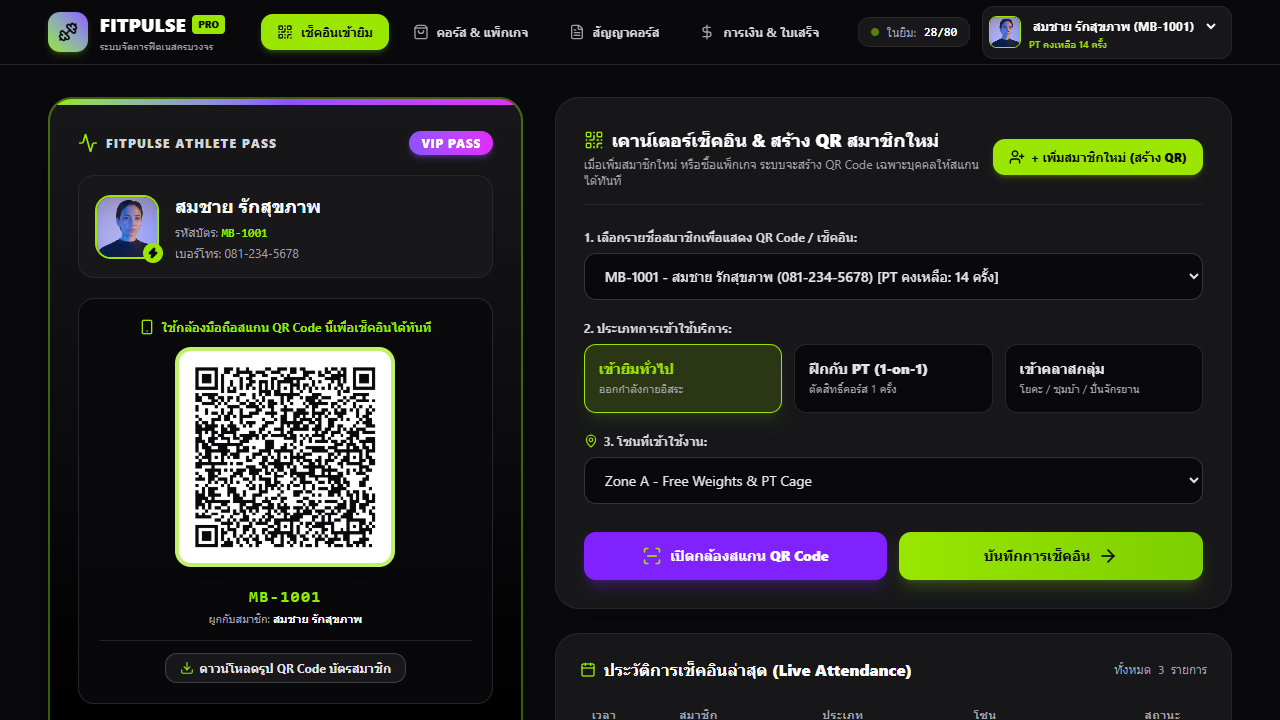 FITPULSE PRO
ระบบจัดการฟิตเนสครบวงจร
เช็คอินเข้ายิม
คอร์ส & แพ็กเกจ
สัญญาคอร์ส
การเงิน & ใบเสร็จ
ในยิม: 28/80
สมชาย รักสุขภาพ (MB-1001)
PT คงเหลือ 14 ครั้ง
FITPULSE ATHLETE PASS
VIP PASS
สมชาย รักสุขภาพ
รหัสบัตร: MB-1001
เบอร์โทร: 081-234-5678
ใช้กล้องมือถือสแกน QR Code นี้เพื่อเช็คอินได้ทันที
MB-1001
ผูกกับสมาชิก: สมชาย รักสุขภาพ
ดาวน์โหลดรูป QR Code บัตรสมาชิก
เคาน์เตอร์เช็คอิน & สร้าง QR สมาชิกใหม่
เมื่อเพิ่มสมาชิกใหม่ หรือซื้อแพ็กเกจ ระบบจะสร้าง QR Code เฉพาะบุคคลให้สแกน
ได้ทันที
+ เพิ่มสมาชิกใหม่ (สร้าง QR)
1. เลือกรายชื่อสมาชิกเพื่อแสดง QR Code / เช็คอิน:
MB-1001 - สมชาย รักสุขภาพ (081-234-5678) [PT คงเหลือ: 14 ครั้ง]
2. ประเภทการเข้าใช้บริการ:
เข้ายิมทั่วไป
ออกกำลังกายอิสระ
ฝึกกับ PT (1-on-1)
ตัดสิทธิ์คอร์ส 1 ครั้ง
เข้าคลาสกลุ่ม
โยคะ / ซุมบ้า / ปั่นจักรยาน
3. โซนที่เข้าใช้งาน:
Zone A - Free Weights & PT Cage
เปิดกล้องสแกน QR Code
บันทึกการเช็คอิน
ประวัติการเช็คอินล่าสุด (Live Attendance)
ทั้งหมด 3 รายการ
เวลา สมาชิก ประเภท โซน สถานะ